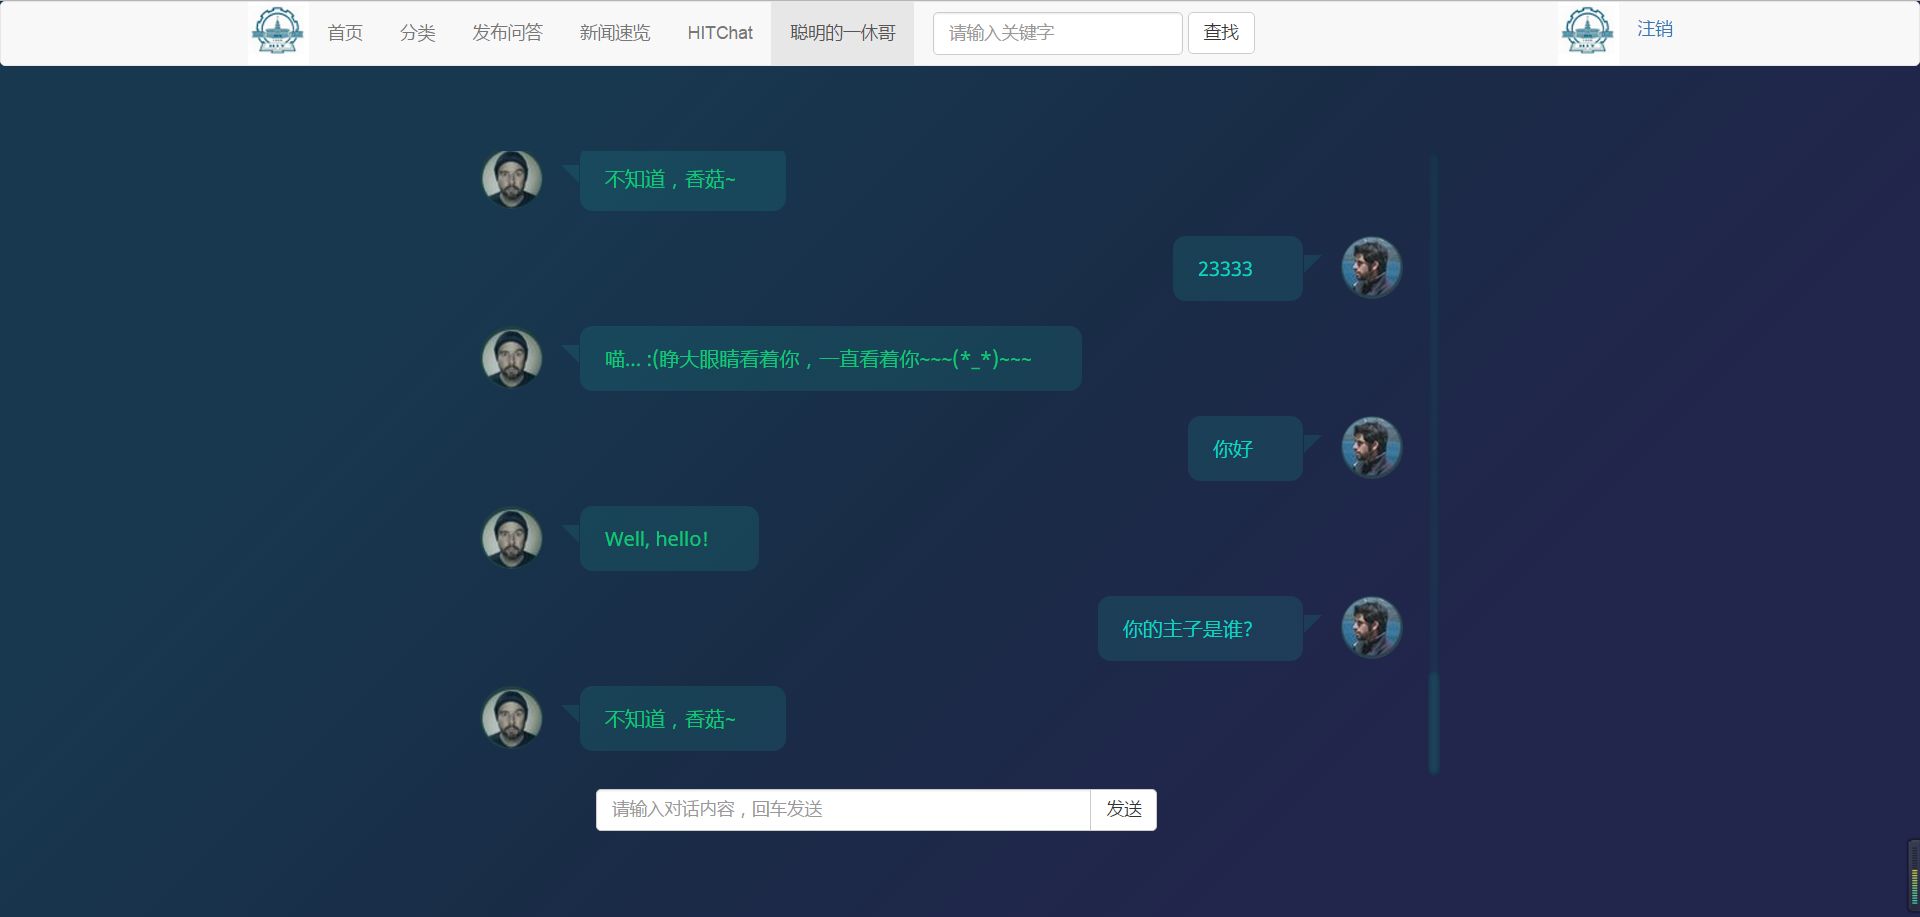 首页 分类 发布问答 新闻速览 HITChat 聪明的一休哥 请输入关键字 查找 注销
不知道，香菇~
23333
喵... :(睁大眼睛看着你，一直看着你~~~(*_*)~~~
你好
Well, hello!
你的主子是谁?
不知道，香菇~
请输入对话内容，回车发送 发送